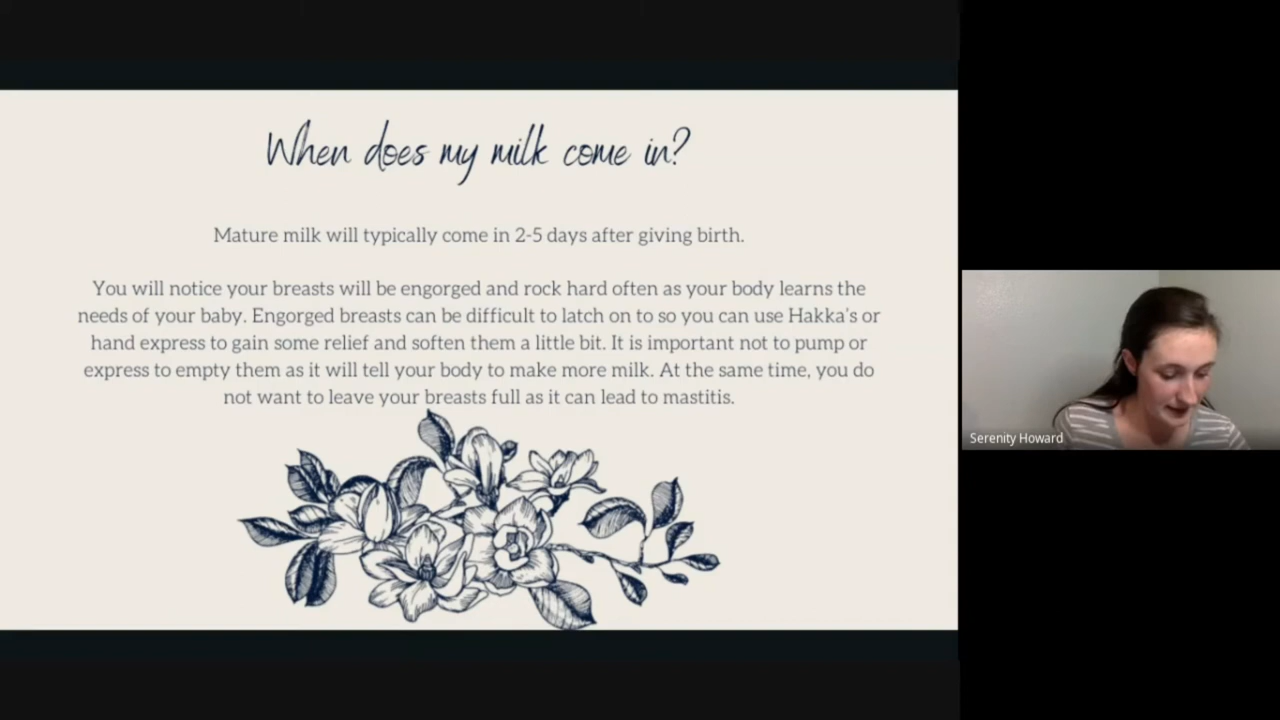 When does my milk come in?
Mature milk will typically come in 2-5 days after giving birth.
You will notice your breasts will be engorged and rock hard often as your body learns the
needs of your baby. Engorged breasts can be difficult to latch on to so you can use Hakka's or
hand express to gain some relief and soften them a little bit. It is important not to pump or
express to empty them as it will tell your body to make more milk. At the same time, you do
not want to leave your breasts full as it can lead to mastitis.
Serenity Howard